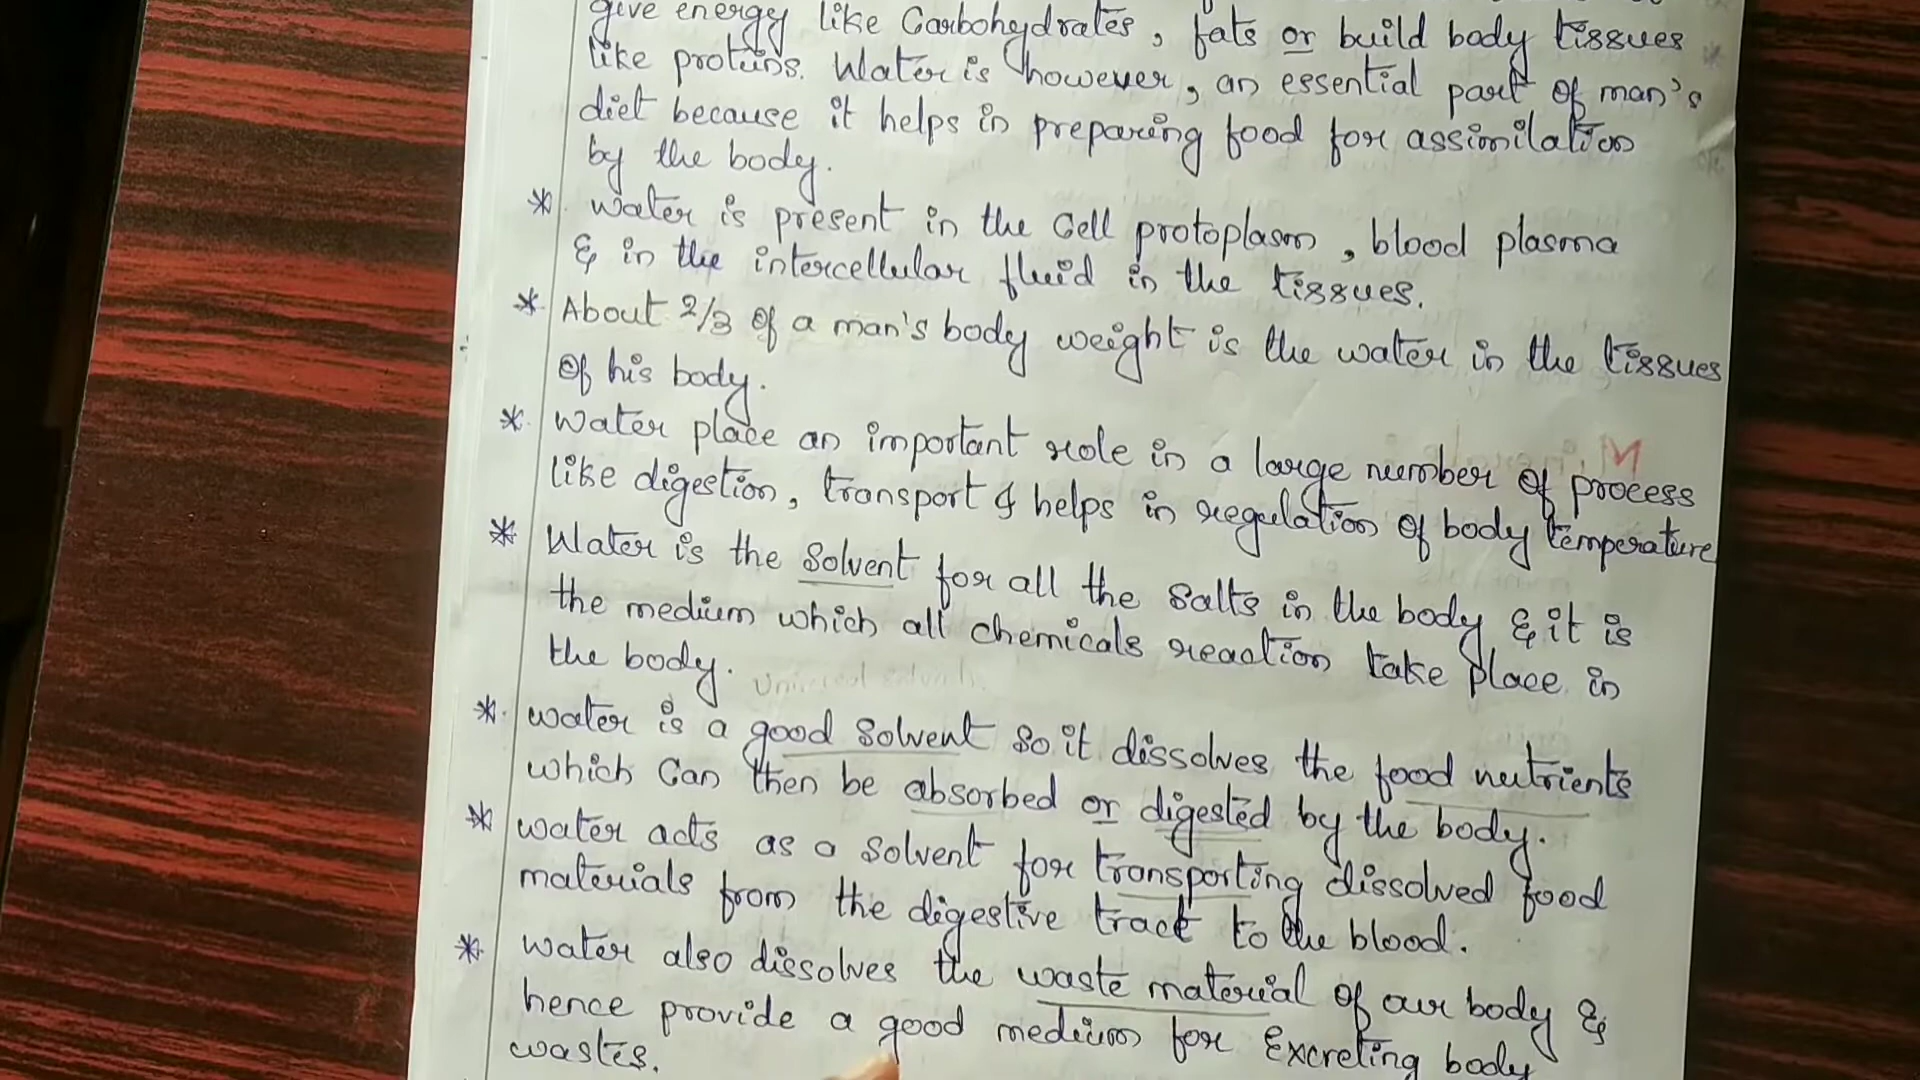 give energy like Carbohydrates, fats or build body tissues
like proteins. Water is however, an essential part of man's
diet because it helps in preparing food for assimilation
by the body.
* Water is present in the Cell protoplasm, blood plasma
& in the intercellular fluid in the tissues.
* About 2/3 of a man's body weight is the water in the tissues
Of his body.
* Water place an important role in a large number of process
like digestion, transport & helps in regulation of body temperature
* Water is the Solvent for all the Salts in the body & it is
the medium which all chemicals reaction take place in
the body.
* water is a good Solvent so it dissolves the food nutrients
which Can then be absorbed or digested by the body.
* water acts as a Solvent for transporting dissolved food
materials from the digestive tract to the blood.
* water also dissolves the waste material of our body &
hence provide a good medium for Excreting body
wastes.